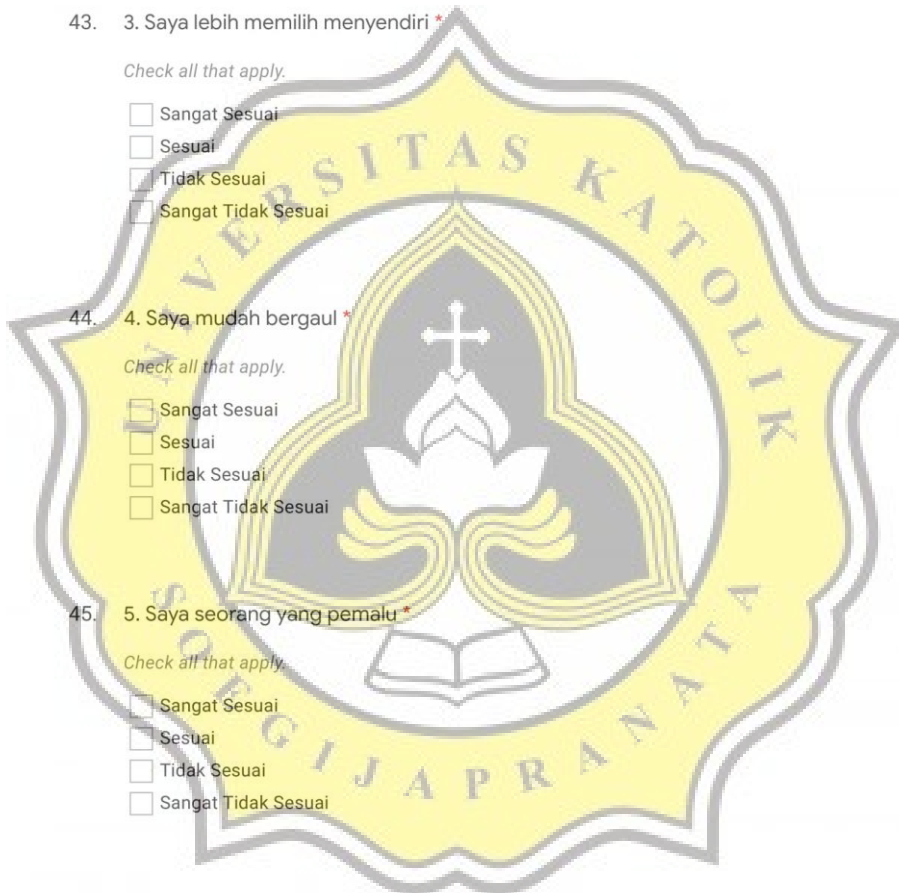 43. 3. Saya lebih memilih menyendiri *
Check all that apply.
Sangat Sesuai
Sesuai
Tidak Sesuai
Sangat Tidak Sesuai
44. 4. Saya mudah bergaul *
Check all that apply.
Sangat Sesuai
Sesuai
Tidak Sesuai
Sangat Tidak Sesuai
45. 5. Saya seorang yang pemalu *
Check all that apply.
Sangat Sesuai
Sesuai
Tidak Sesuai
Sangat Tidak Sesuai
UNIVERSITAS KATOLIK
SOEGIJAPRANATA